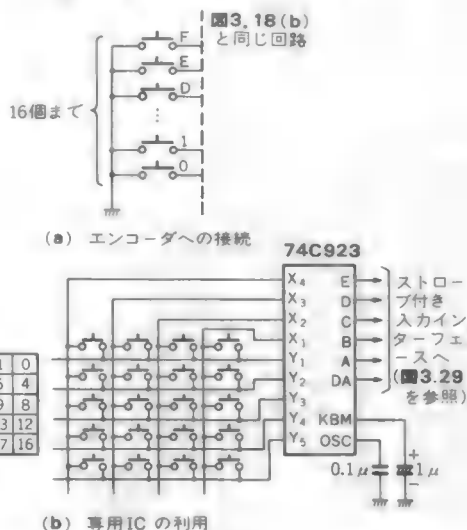 図3.18(b)
と同じ回路
F
E
D
⋮
1
0
16個まで
(a) エンコーダへの接続
74C923
X4
X3
X2
X1
Y1
Y2
Y3
Y4
Y5
E
D
C
B
A
DA
KBM
OSC
ストロー
ブ付き
入力イン
ターフェ
ースへ
(図3.29
を参照)
0.1μ
+
1μ
−
0
4
9 8
12
16
(b) 専用ICの利用